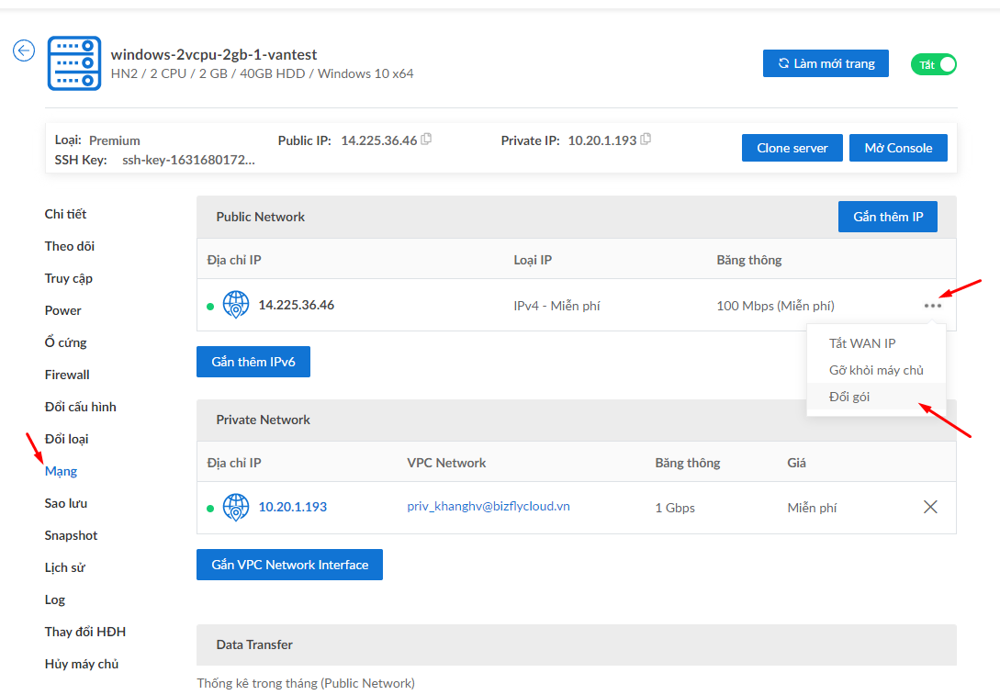 windows-2vcpu-2gb-1-vantest
HN2 / 2 CPU / 2 GB / 40GB HDD / Windows 10 x64
Làm mới trang
Tắt
Loại: Premium
Public IP: 14.225.36.46
Private IP: 10.20.1.193
SSH Key: ssh-key-1631680172...
Clone server
Mở Console
Chi tiết
Theo dõi
Truy cập
Power
Ổ cứng
Firewall
Đổi cấu hình
Đổi loại
Mạng
Sao lưu
Snapshot
Lịch sử
Log
Thay đổi HĐH
Hủy máy chủ
Public Network
Gắn thêm IP
Địa chỉ IP Loại IP Băng thông
14.225.36.46 IPv4 - Miễn phí 100 Mbps (Miễn phí)
Tắt WAN IP
Gỡ khỏi máy chủ
Đổi gói
Gắn thêm IPv6
Private Network
Địa chỉ IP VPC Network Băng thông Giá
10.20.1.193 priv_khanghv@bizflycloud.vn 1 Gbps Miễn phí
Gắn VPC Network Interface
Data Transfer
Thống kê trong tháng (Public Network)